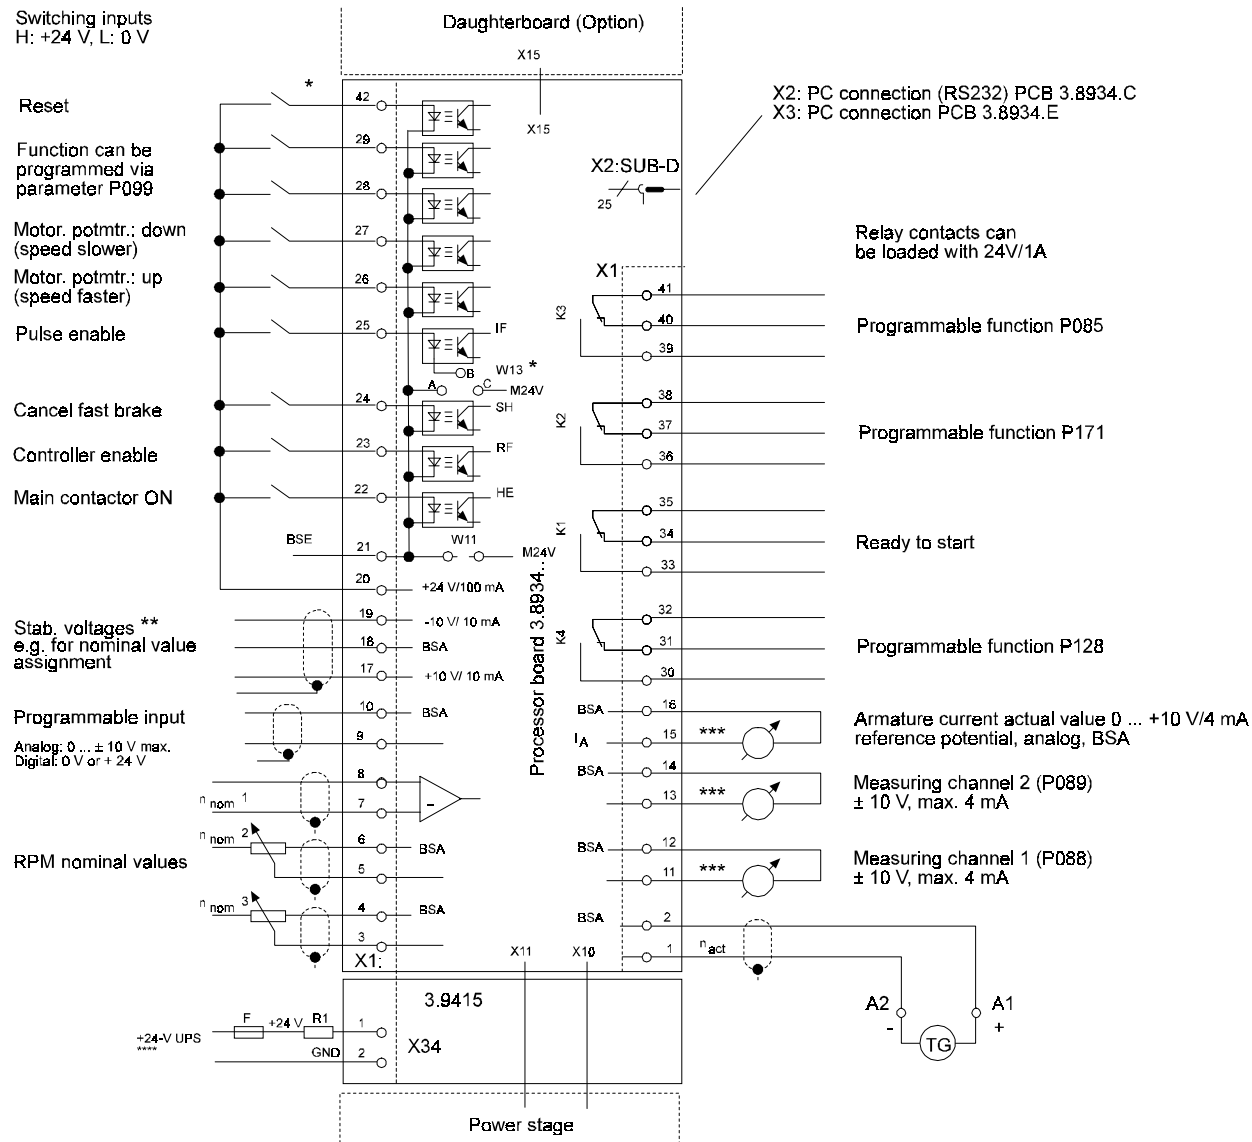 Switching inputs
H: +24 V, L: 0 V
Daughterboard (Option)
X15
X15
X2: PC connection (RS232) PCB 3.8934.C
X3: PC connection PCB 3.8934.E
X2:SUB-D
25
*
Reset
42
29
Function can be
programmed via
parameter P099
28
Motor. potmtr.: down
(speed slower)
27
Motor. potmtr.: up
(speed faster)
26
Pulse enable
25
IF
B
W13 *
A
C
M24V
Cancel fast brake
24
SH
Controller enable
23
RF
Main contactor ON
22
HE
BSE
21
W11
M24V
20
+24 V/100 mA
Stab. voltages **
e.g. for nominal value
assignment
19
-10 V/ 10 mA
18
BSA
17
+10 V/ 10 mA
Programmable input
Analog: 0 ... ± 10 V max.
Digital: 0 V or + 24 V
10
BSA
9
8
n nom 1
7
-
RPM nominal values
n nom 2
6
BSA
5
n nom 3
4
BSA
3
X1:
Processor board 3.8934...
Relay contacts can
be loaded with 24V/1A
X1
K3
41
40
39
Programmable function P085
K2
38
37
36
Programmable function P171
K1
35
34
33
Ready to start
K4
32
31
30
Programmable function P128
BSA
16
IA
15
***
Armature current actual value 0 ... +10 V/4 mA
reference potential, analog, BSA
BSA
14
13
***
Measuring channel 2 (P089)
± 10 V, max. 4 mA
BSA
12
11
***
Measuring channel 1 (P088)
± 10 V, max. 4 mA
BSA
2
1
n act
X11
X10
A2
-
A1
+
TG
3.9415
X34
+24-V UPS
****
F
+24 V
R1
1
GND
2
Power stage